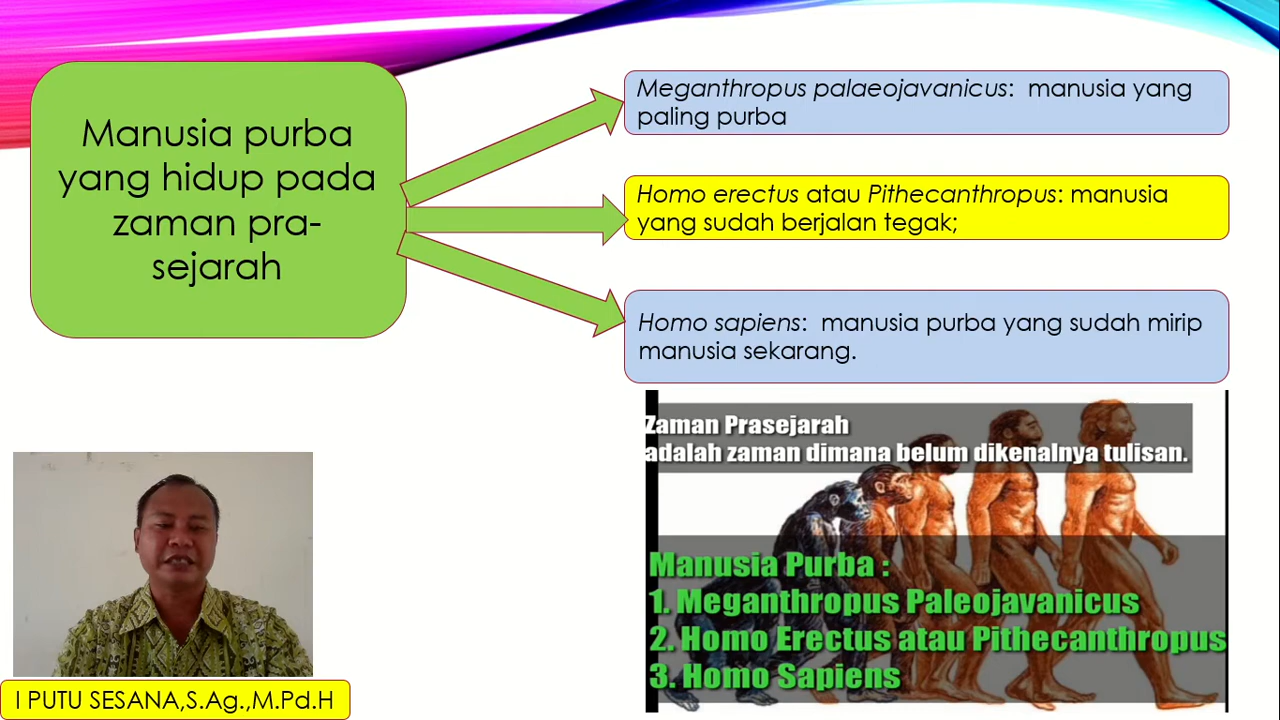 Manusia purba
yang hidup pada
zaman pra-
sejarah
Meganthropus palaeojavanicus:  manusia yang
paling purba
Homo erectus atau Pithecanthropus: manusia
yang sudah berjalan tegak;
Homo sapiens:  manusia purba yang sudah mirip
manusia sekarang.
Zaman Prasejarah
adalah zaman dimana belum dikenalnya tulisan.
Manusia Purba :
1. Meganthropus Paleojavanicus
2. Homo Erectus atau Pithecanthropus
3. Homo Sapiens
I PUTU SESANA,S.Ag.,M.Pd.H